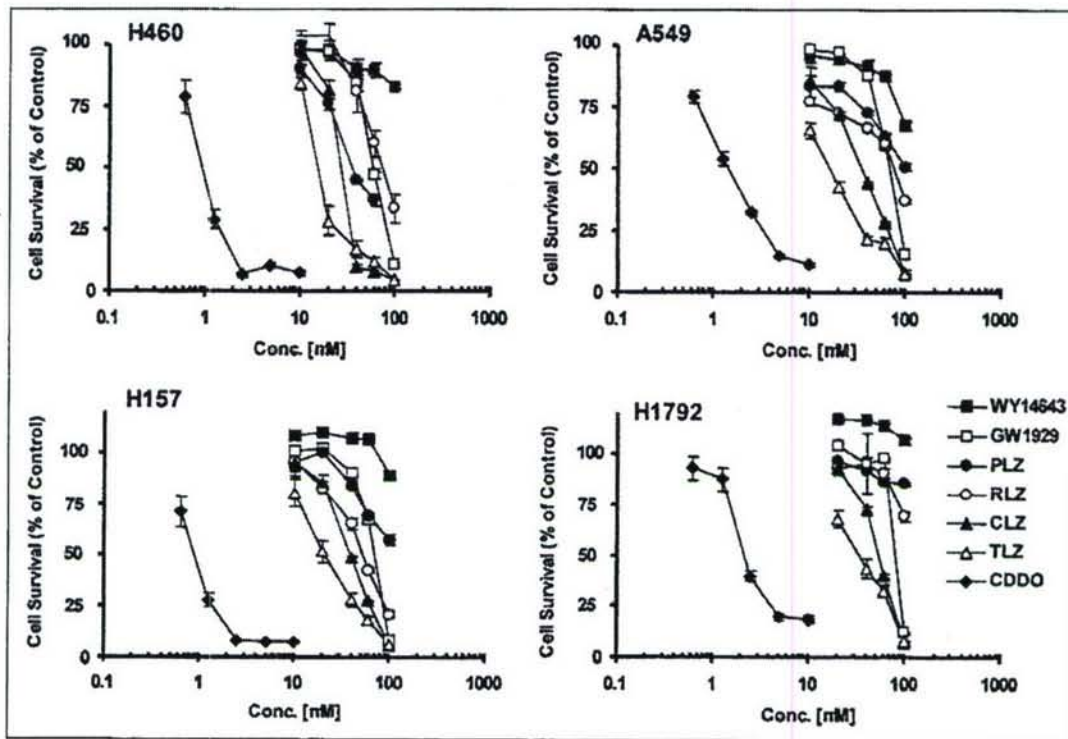 H460
Cell Survival (% of Control)
100
75
50
25
0
0.1 1 10 100 1000
Conc. [nM]
A549
Cell Survival (% of Control)
100
75
50
25
0
0.1 1 10 100 1000
Conc. [nM]
H157
Cell Survival (% of Control)
100
75
50
25
0
0.1 1 10 100 1000
Conc. [nM]
H1792
Cell Survival (% of Control)
100
75
50
25
0
0.1 1 10 100 1000
Conc. [nM]
WY14643
GW1929
PLZ
RLZ
CLZ
TLZ
CDDO